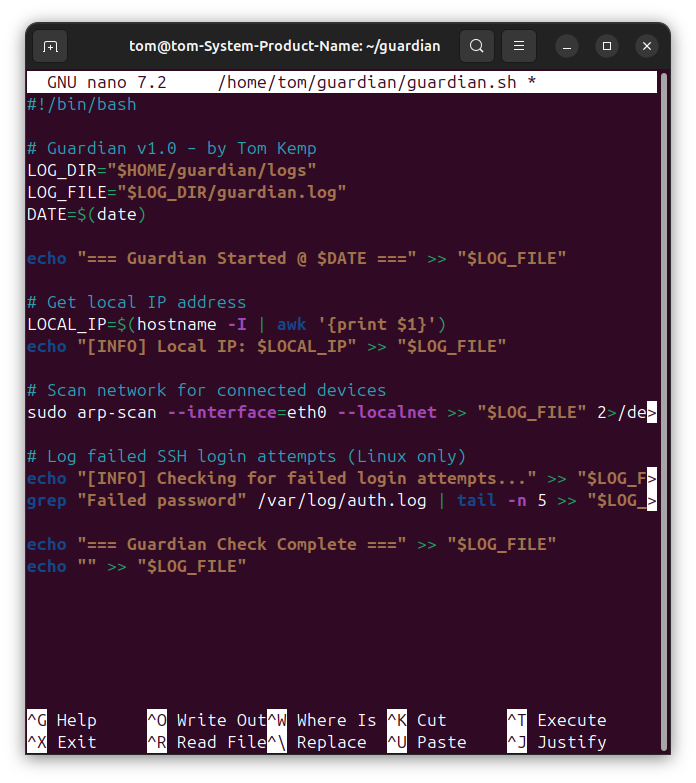 tom@tom-System-Product-Name: ~/guardian
GNU nano 7.2 /home/tom/guardian/guardian.sh *
#!/bin/bash
# Guardian v1.0 – by Tom Kemp
LOG_DIR="$HOME/guardian/logs"
LOG_FILE="$LOG_DIR/guardian.log"
DATE=$(date)
echo "=== Guardian Started @ $DATE ===" >> "$LOG_FILE"
# Get local IP address
LOCAL_IP=$(hostname -I | awk '{print $1}')
echo "[INFO] Local IP: $LOCAL_IP" >> "$LOG_FILE"
# Scan network for connected devices
sudo arp-scan --interface=eth0 --localnet >> "$LOG_FILE" 2>/de>
# Log failed SSH login attempts (Linux only)
echo "[INFO] Checking for failed login attempts..." >> "$LOG_F>
grep "Failed password" /var/log/auth.log | tail -n 5 >> "$LOG_>
echo "=== Guardian Check Complete ===" >> "$LOG_FILE"
echo "" >> "$LOG_FILE"
^G Help ^O Write Out ^W Where Is ^K Cut ^T Execute
^X Exit ^R Read File ^\ Replace ^U Paste ^J Justify